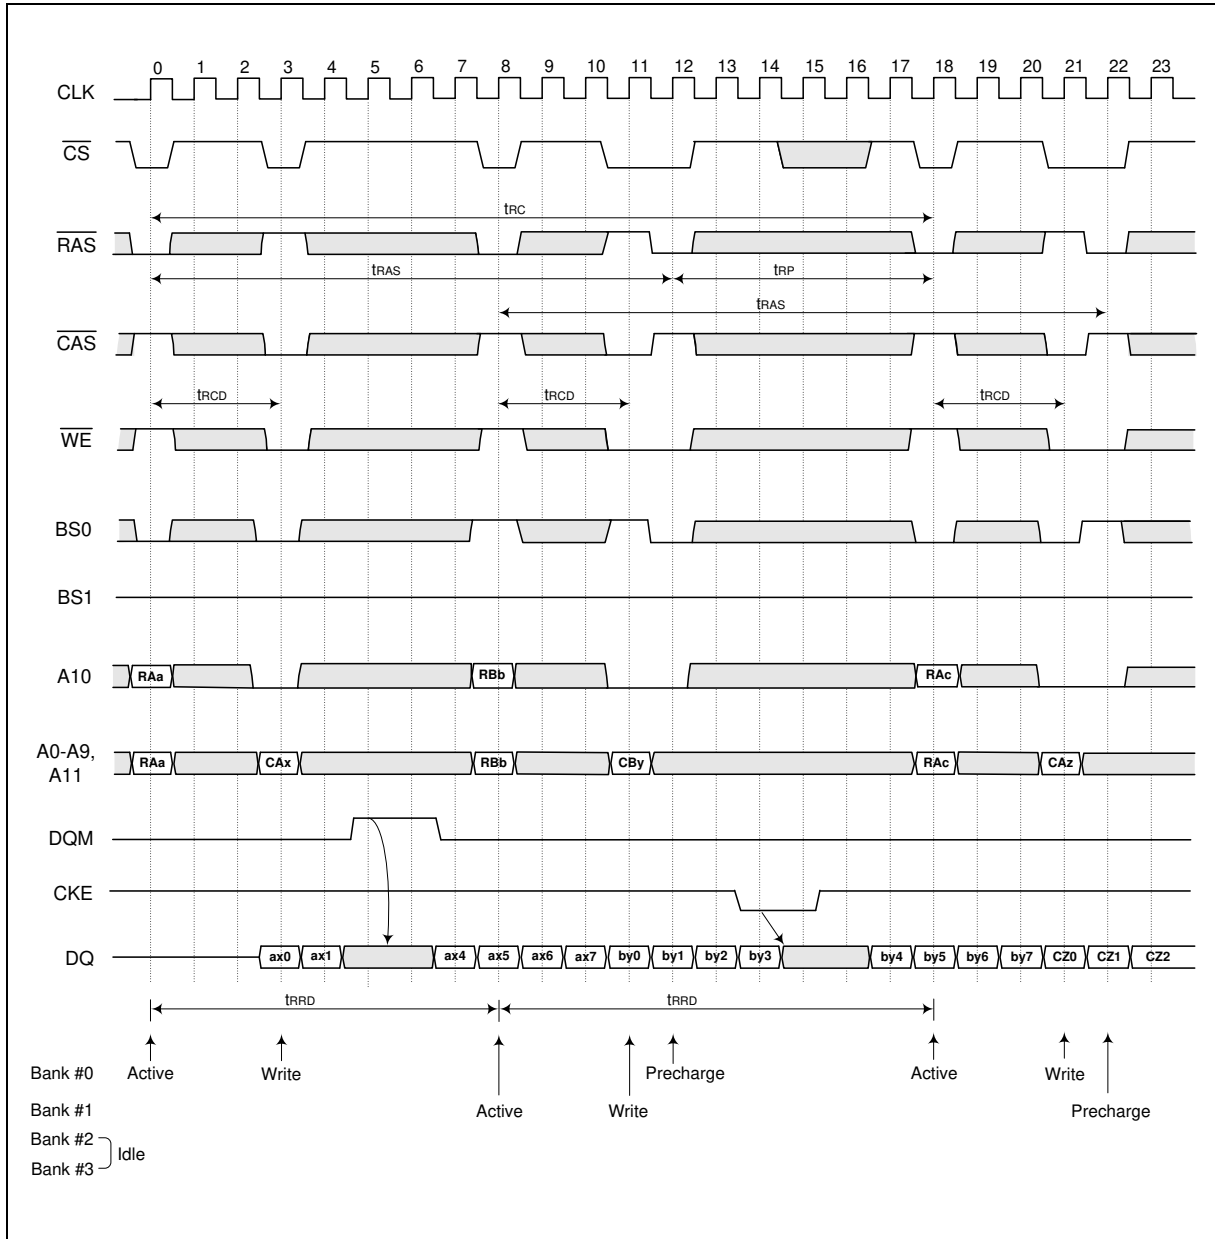 0 1 2 3 4 5 6 7 8 9 10 11 12 13 14 15 16 17 18 19 20 21 22 23
CLK
CS
tRC
RAS
tRAS tRP
tRAS
CAS
tRCD tRCD tRCD
WE
BS0
BS1
A10 RAa RBb RAc
A0-A9,
A11 RAa CAx RBb CBy RAc CAz
DQM
CKE
DQ ax0 ax1 ax4 ax5 ax6 ax7 by0 by1 by2 by3 by4 by5 by6 by7 CZ0 CZ1 CZ2
tRRD tRRD
Bank #0 Active Write Precharge Active Write
Bank #1 Active Write Precharge
Bank #2
Idle
Bank #3